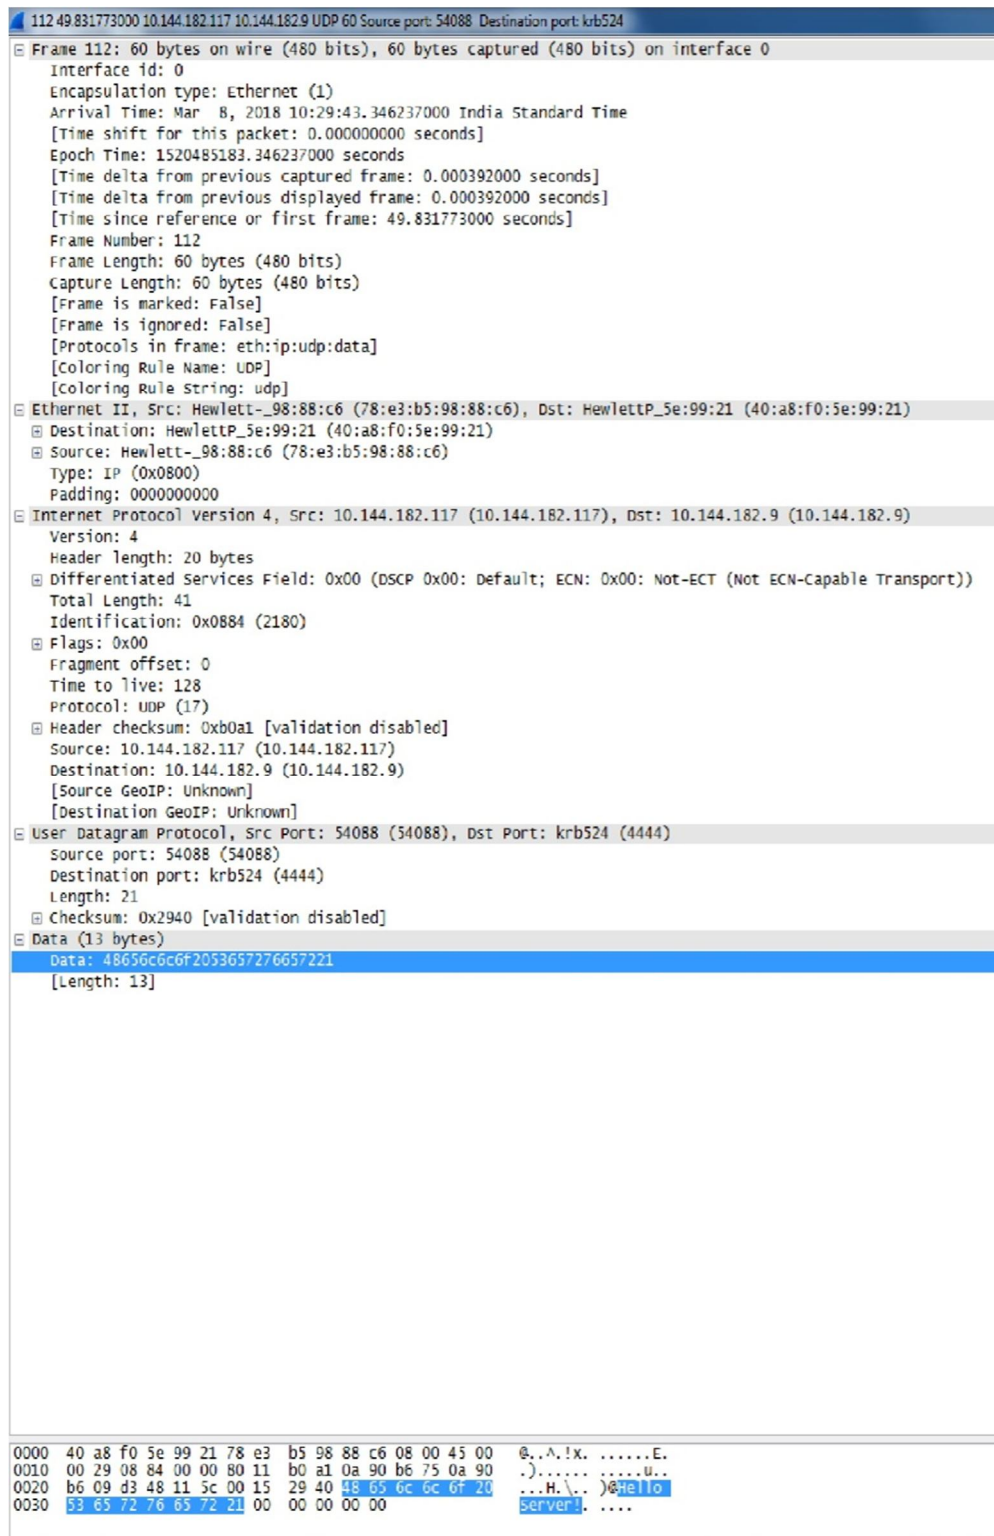 112 49.831773000 10.144.182.117 10.144.182.9 UDP 60 Source port: 54088 Destination port: krb524
Frame 112: 60 bytes on wire (480 bits), 60 bytes captured (480 bits) on interface 0
Interface id: 0
Encapsulation type: Ethernet (1)
Arrival Time: Mar 8, 2018 10:29:43.346237000 India Standard Time
[Time shift for this packet: 0.000000000 seconds]
Epoch Time: 1520485183.346237000 seconds
[Time delta from previous captured frame: 0.000392000 seconds]
[Time delta from previous displayed frame: 0.000392000 seconds]
[Time since reference or first frame: 49.831773000 seconds]
Frame Number: 112
Frame Length: 60 bytes (480 bits)
Capture Length: 60 bytes (480 bits)
[Frame is marked: False]
[Frame is ignored: False]
[Protocols in frame: eth:ip:udp:data]
[Coloring Rule Name: UDP]
[Coloring Rule String: udp]
Ethernet II, Src: Hewlett-_98:88:c6 (78:e3:b5:98:88:c6), Dst: HewlettP_5e:99:21 (40:a8:f0:5e:99:21)
Destination: HewlettP_5e:99:21 (40:a8:f0:5e:99:21)
Source: Hewlett-_98:88:c6 (78:e3:b5:98:88:c6)
Type: IP (0x0800)
Padding: 0000000000
Internet Protocol Version 4, Src: 10.144.182.117 (10.144.182.117), Dst: 10.144.182.9 (10.144.182.9)
Version: 4
Header length: 20 bytes
Differentiated Services Field: 0x00 (DSCP 0x00: Default; ECN: 0x00: Not-ECT (Not ECN-Capable Transport))
Total Length: 41
Identification: 0x0884 (2180)
Flags: 0x00
Fragment offset: 0
Time to live: 128
Protocol: UDP (17)
Header checksum: 0xb0a1 [validation disabled]
Source: 10.144.182.117 (10.144.182.117)
Destination: 10.144.182.9 (10.144.182.9)
[Source GeoIP: Unknown]
[Destination GeoIP: Unknown]
User Datagram Protocol, Src Port: 54088 (54088), Dst Port: krb524 (4444)
Source port: 54088 (54088)
Destination port: krb524 (4444)
Length: 21
Checksum: 0x2940 [validation disabled]
Data (13 bytes)
Data: 48656c6c6f2053657276657221
[Length: 13]
0000 40 a8 f0 5e 99 21 78 e3 b5 98 88 c6 08 00 45 00 @..^.!x. ......E.
0010 00 29 08 84 00 00 80 11 b0 a1 0a 90 b6 75 0a 90 .)...... .....u..
0020 b6 09 d3 48 11 5c 00 15 29 40 48 65 6c 6c 6f 20 ...H.\.. )@Hello
0030 53 65 72 76 65 72 21 00 00 00 00 00 Server!. ....